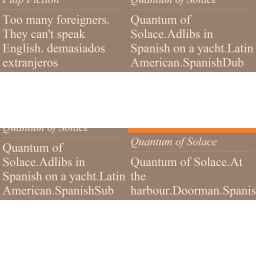 Pulp Fiction
Too many foreigners.
They can't speak
English. demasiados
extranjeros
Quantum of Solace
Quantum of
Solace.Adlibs in
Spanish on a yacht.Latin
American.SpanishDub
Quantum of Solace
Quantum of
Solace.Adlibs in
Spanish on a yacht.Latin
American.SpanishSub
Quantum of Solace
Quantum of Solace.At
the
harbour.Doorman.Spanis